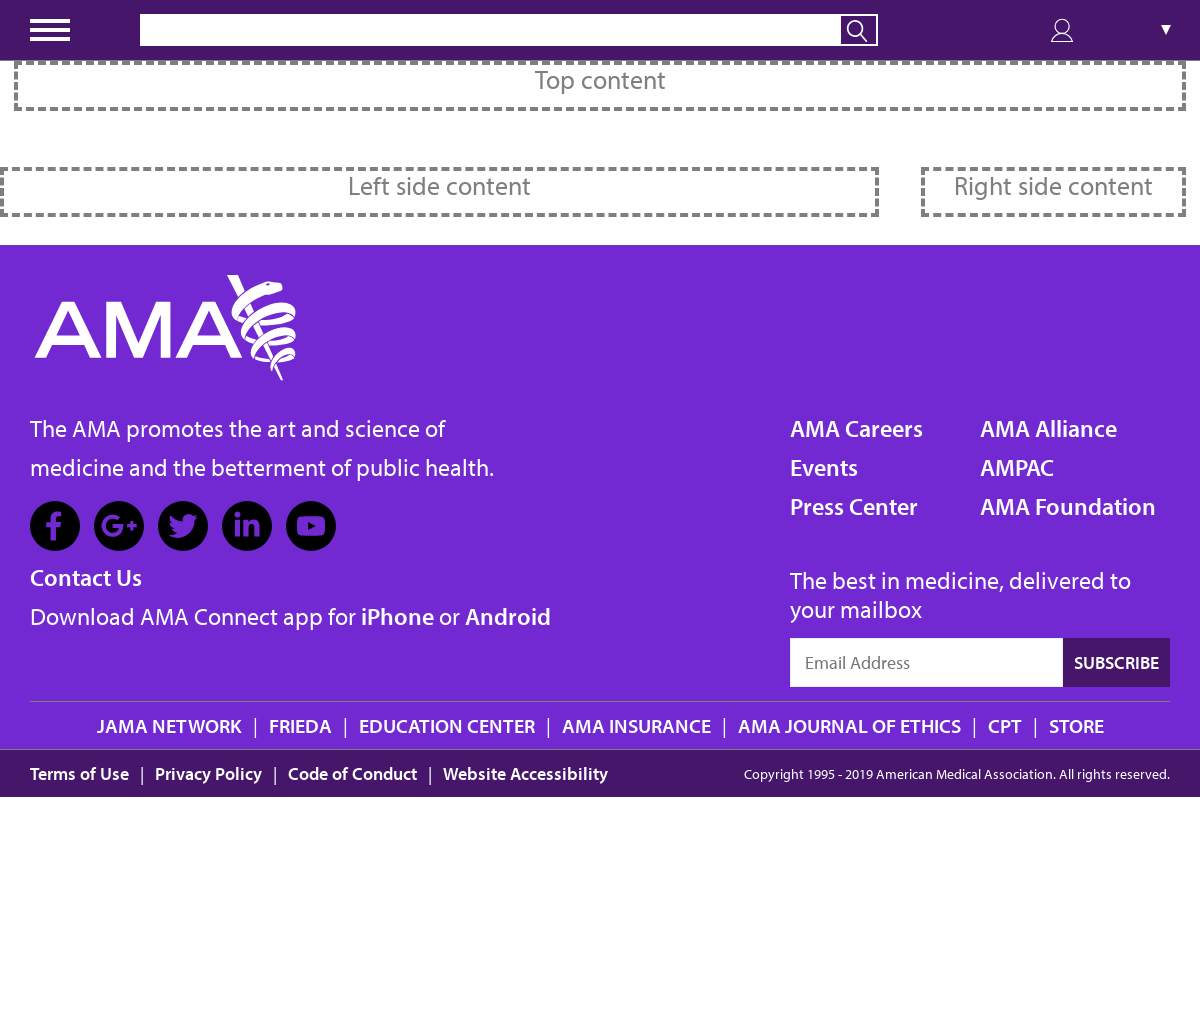 ▼
Top content
Left side content
Right side content
AMA
The AMA promotes the art and science of
medicine and the betterment of public health.
Contact Us
Download AMA Connect app for iPhone or Android
AMA Careers
Events
Press Center
AMA Alliance
AMPAC
AMA Foundation
The best in medicine, delivered to
your mailbox
Email Address
SUBSCRIBE
JAMA NETWORK | FRIEDA | EDUCATION CENTER | AMA INSURANCE | AMA JOURNAL OF ETHICS | CPT | STORE
Terms of Use | Privacy Policy | Code of Conduct | Website Accessibility
Copyright 1995 - 2019 American Medical Association. All rights reserved.